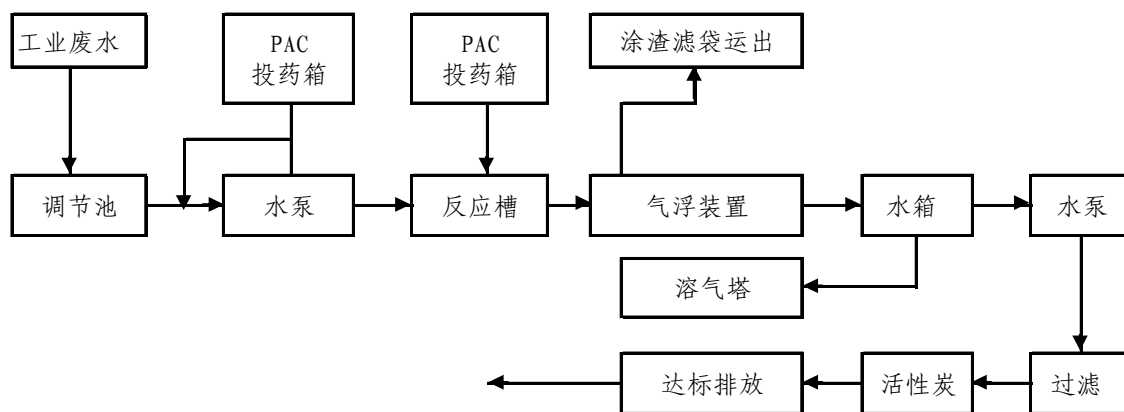 工业废水
PAC
投药箱
PAC
投药箱
涂渣滤袋运出
调节池
水泵
反应槽
气浮装置
水箱
水泵
溶气塔
达标排放
活性炭
过滤